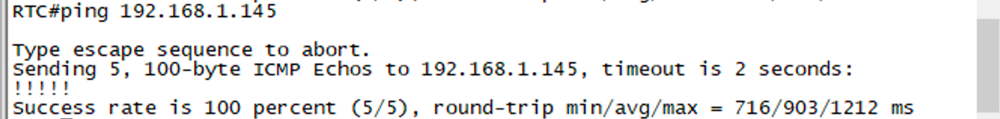 RTC#ping 192.168.1.145
Type escape sequence to abort.
Sending 5, 100-byte ICMP Echos to 192.168.1.145, timeout is 2 seconds:
!!!!!
Success rate is 100 percent (5/5), round-trip min/avg/max = 716/903/1212 ms